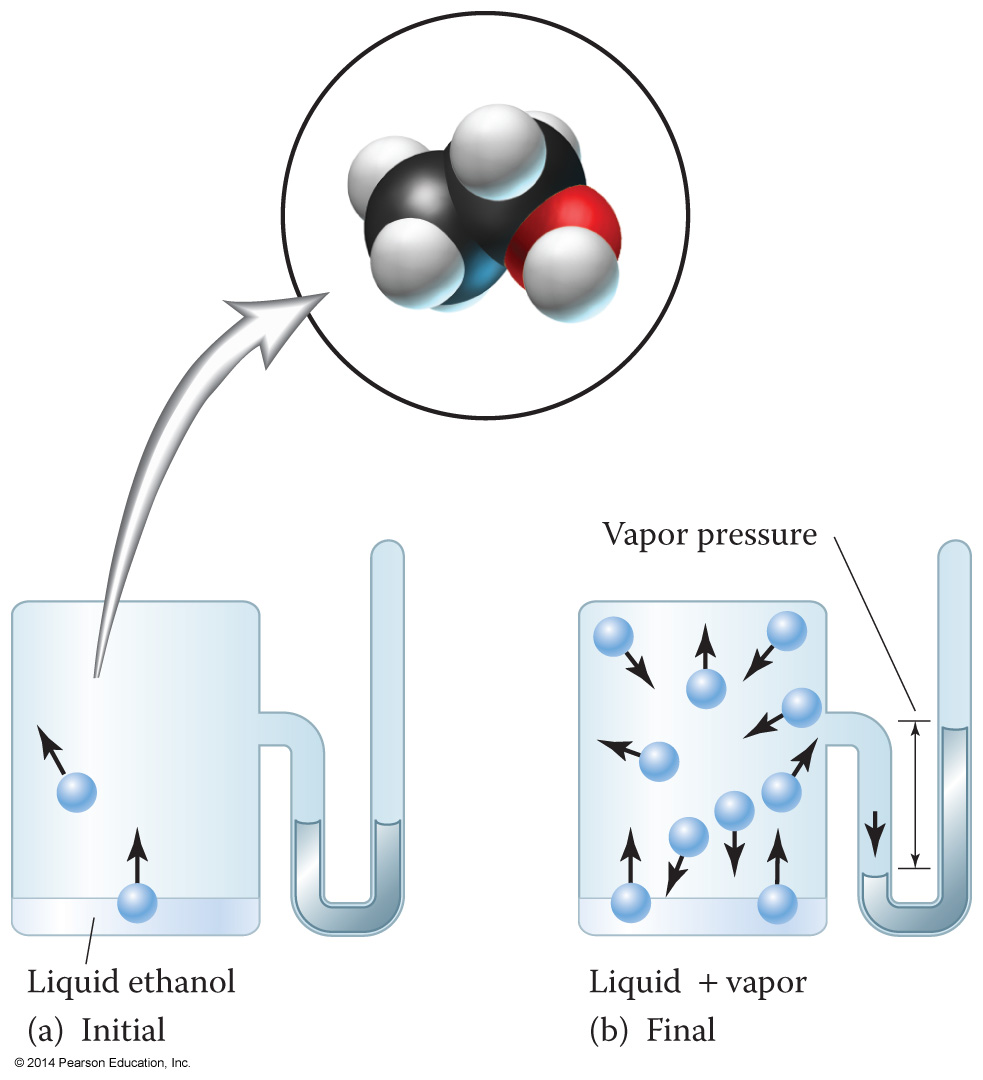 Vapor pressure
Liquid ethanol
(a) Initial
Liquid + vapor
(b) Final
© 2014 Pearson Education, Inc.